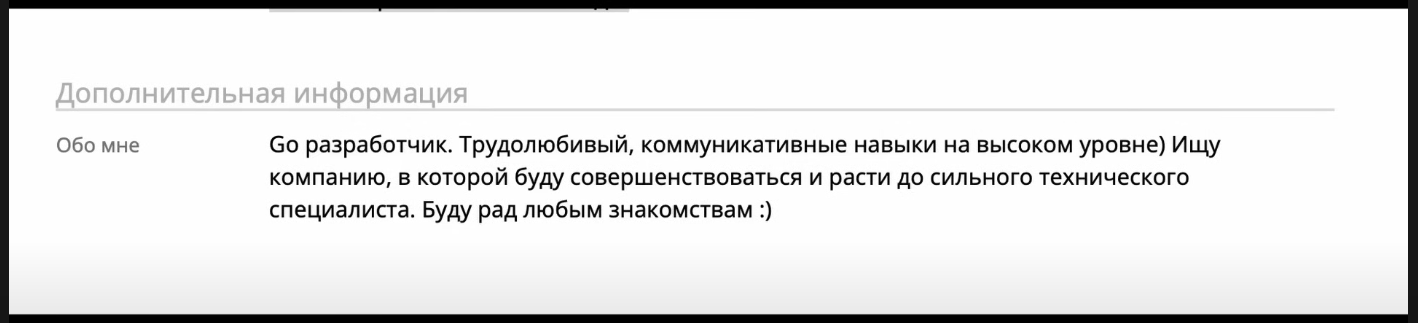 Дополнительная информация
Обо мне
Go разработчик. Трудолюбивый, коммуникативные навыки на высоком уровне) Ищу
компанию, в которой буду совершенствоваться и расти до сильного технического
специалиста. Буду рад любым знакомствам :)